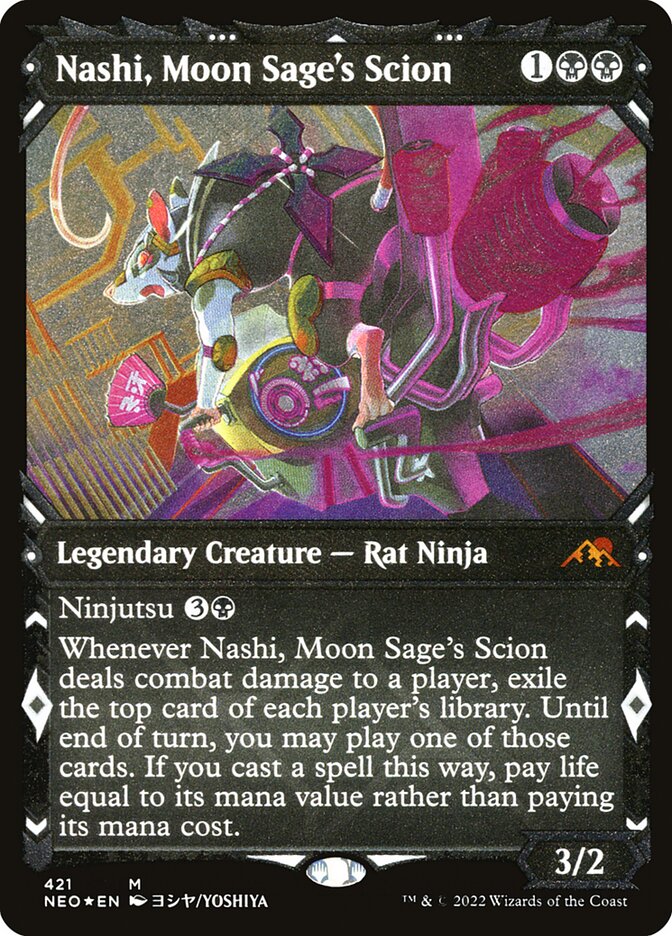 Nashi, Moon Sage's Scion 1
Legendary Creature — Rat Ninja
Ninjutsu 3
Whenever Nashi, Moon Sage's Scion
deals combat damage to a player, exile
the top card of each player's library. Until
end of turn, you may play one of those
cards. If you cast a spell this way, pay life
equal to its mana value rather than paying
its mana cost.
3/2
421 M
NEO★EN ヨシヤ/YOSHIYA
™ & © 2022 Wizards of the Coast